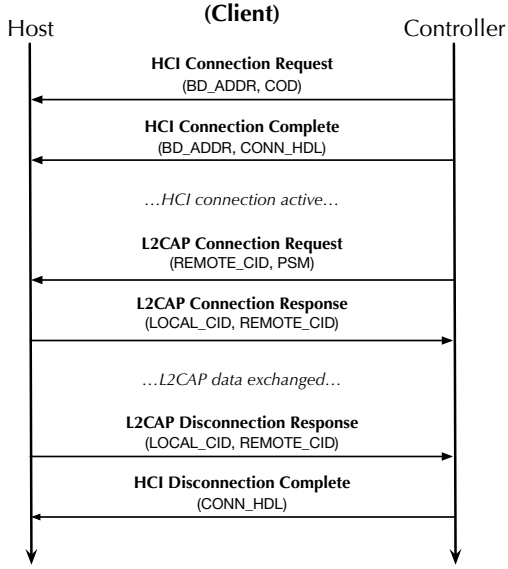 (Client)
Host
Controller
HCI Connection Request
(BD_ADDR, COD)
HCI Connection Complete
(BD_ADDR, CONN_HDL)
…HCI connection active…
L2CAP Connection Request
(REMOTE_CID, PSM)
L2CAP Connection Response
(LOCAL_CID, REMOTE_CID)
…L2CAP data exchanged…
L2CAP Disconnection Response
(LOCAL_CID, REMOTE_CID)
HCI Disconnection Complete
(CONN_HDL)